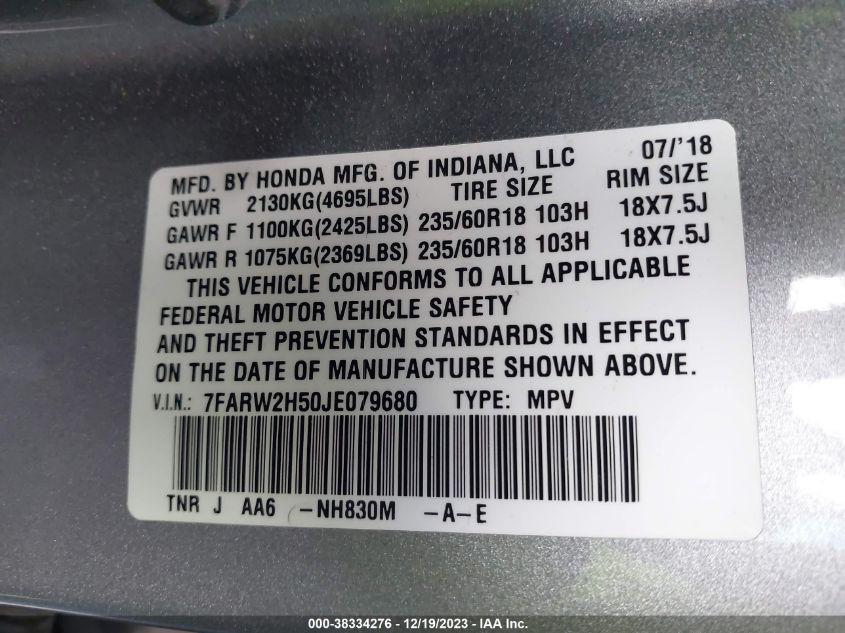 MFD. BY HONDA MFG. OF INDIANA, LLC 07/'18
GVWR 2130KG(4695LBS) TIRE SIZE RIM SIZE
GAWR F 1100KG(2425LBS) 235/60R18 103H 18X7.5J
GAWR R 1075KG(2369LBS) 235/60R18 103H 18X7.5J
THIS VEHICLE CONFORMS TO ALL APPLICABLE
FEDERAL MOTOR VEHICLE SAFETY
AND THEFT PREVENTION STANDARDS IN EFFECT
ON THE DATE OF MANUFACTURE SHOWN ABOVE.
V.I.N.: 7FARW2H50JE079680 TYPE: MPV
TNR J AA6 -NH830M -A-E
000-38334276 - 12/19/2023 - IAA Inc.